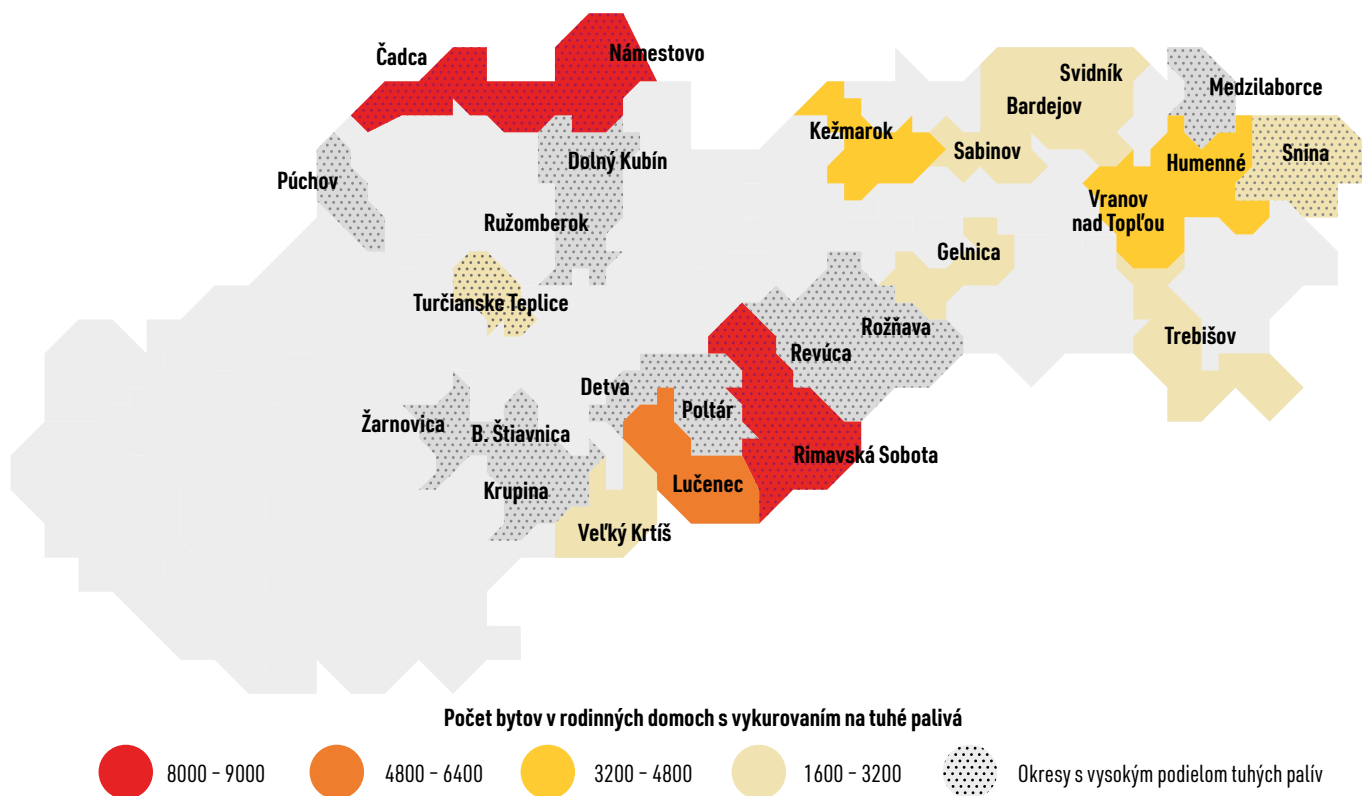 Čadca
Námestovo
Svidník
Medzilaborce
Bardejov
Kežmarok
Sabinov
Dolný Kubín
Humenné
Snina
Púchov
Vranov
nad Topľou
Ružomberok
Gelnica
Turčianske Teplice
Rožňava
Trebišov
Revúca
Detva
Poltár
Žarnovica
B. Štiavnica
Rimavská Sobota
Lučenec
Krupina
Veľký Krtíš
Počet bytov v rodinných domoch s vykurovaním na tuhé palivá
8000 – 9000
4800 – 6400
3200 – 4800
1600 – 3200
Okresy s vysokým podielom tuhých palív